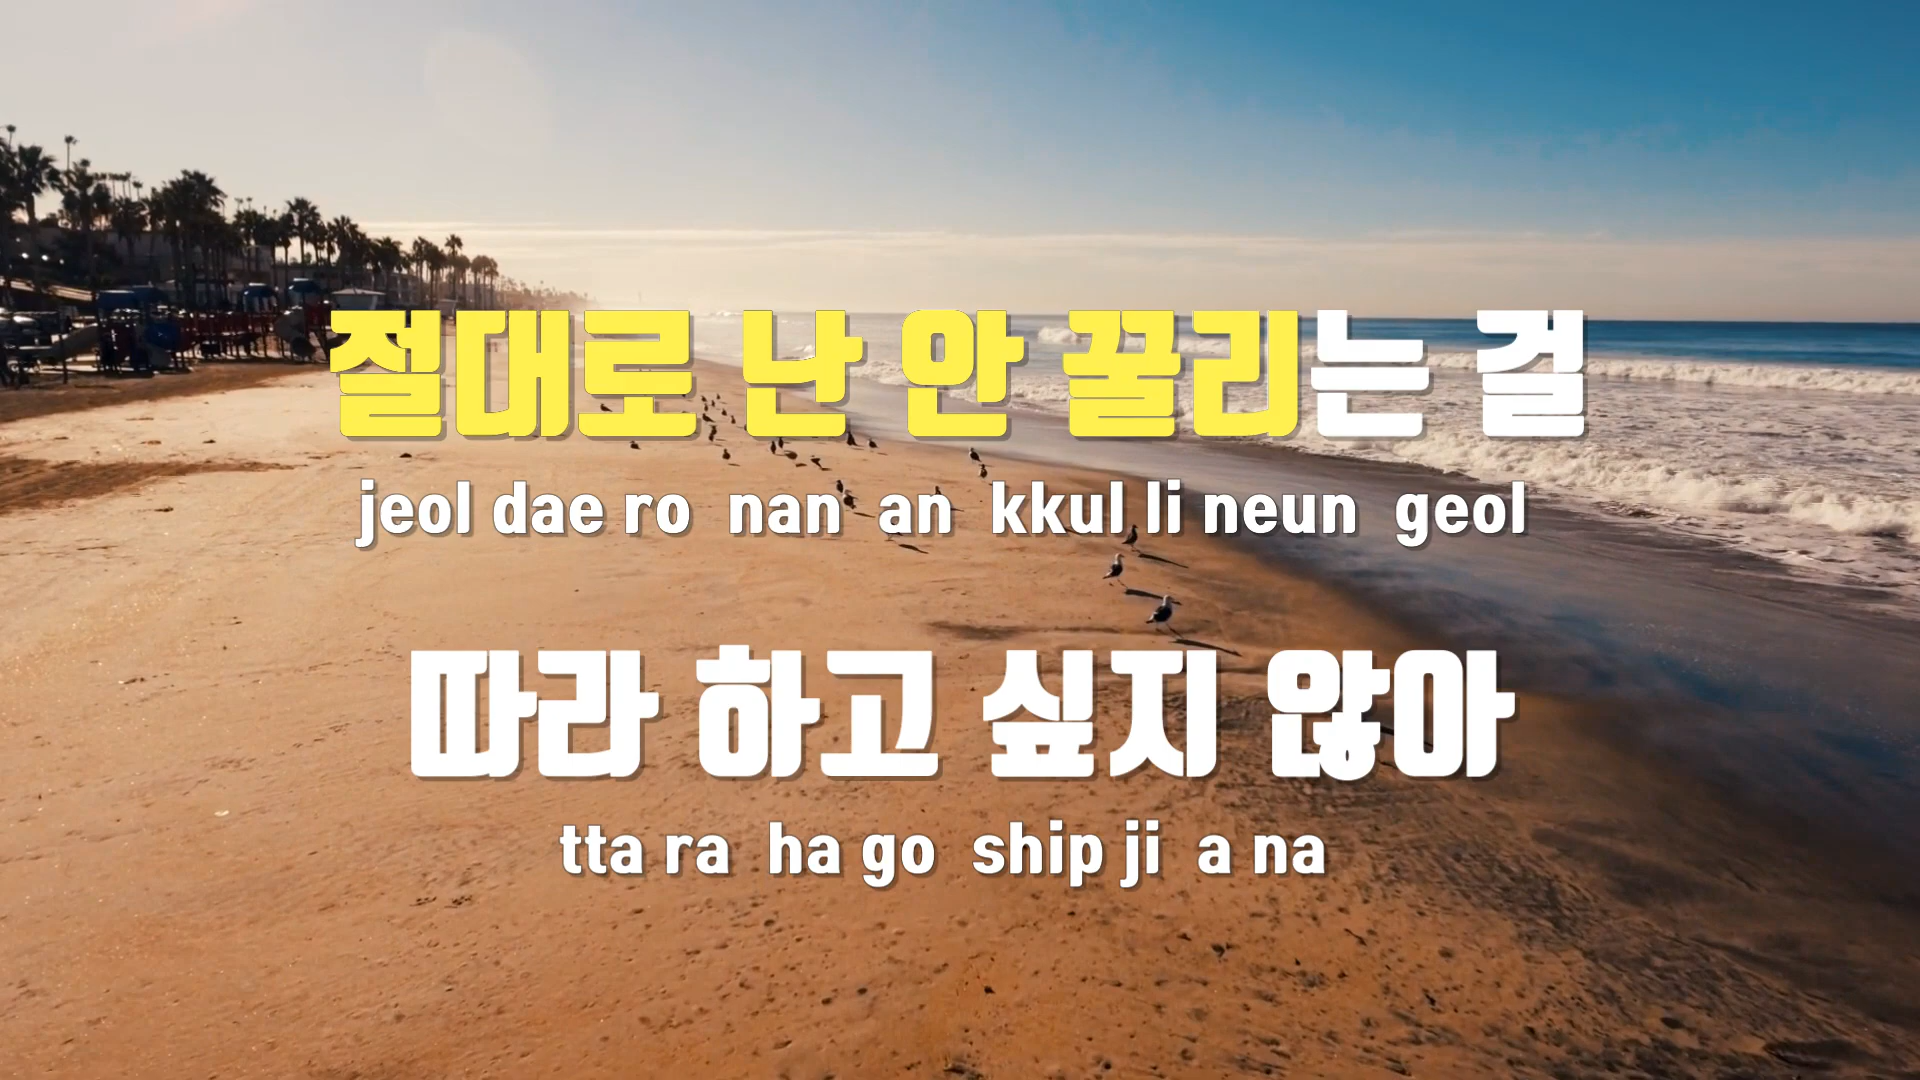 절대로 난 안 꿀리는 걸
jeol dae ro nan an kkul li neun geol
따라 하고 싶지 않아
tta ra ha go ship ji a na